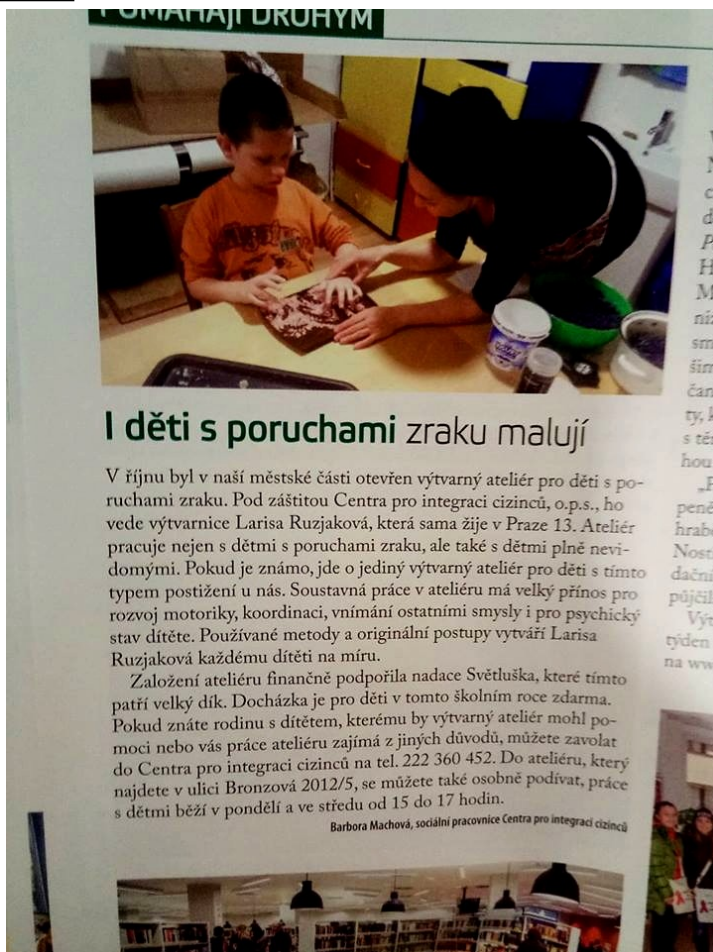 POMÁHAJÍ DRUHÝM
I děti s poruchami zraku malují
V říjnu byl v naší městské části otevřen výtvarný ateliér pro děti s po-
ruchami zraku. Pod záštitou Centra pro integraci cizinců, o.p.s., ho
vede výtvarnice Larisa Ruzjaková, která sama žije v Praze 13. Ateliér
pracuje nejen s dětmi s poruchami zraku, ale také s dětmi plně nevi-
domými. Pokud je známo, jde o jediný výtvarný ateliér pro děti s tímto
typem postižení u nás. Soustavná práce v ateliéru má velký přínos pro
rozvoj motoriky, koordinaci, vnímání ostatními smysly i pro psychický
stav dítěte. Používané metody a originální postupy vytváří Larisa
Ruzjaková každému dítěti na míru.
Založení ateliéru finančně podpořila nadace Světluška, které tímto
patří velký dík. Docházka je pro děti v tomto školním roce zdarma.
Pokud znáte rodinu s dítětem, kterému by výtvarný ateliér mohl po-
moci nebo vás práce ateliéru zajímá z jiných důvodů, můžete zavolat
do Centra pro integraci cizinců na tel. 222 360 452. Do ateliéru, který
najdete v ulici Bronzová 2012/5, se můžete také osobně podívat, práce
s dětmi běží v pondělí a ve středu od 15 do 17 hodin.
Barbora Machová, sociální pracovnice Centra pro integraci cizinců